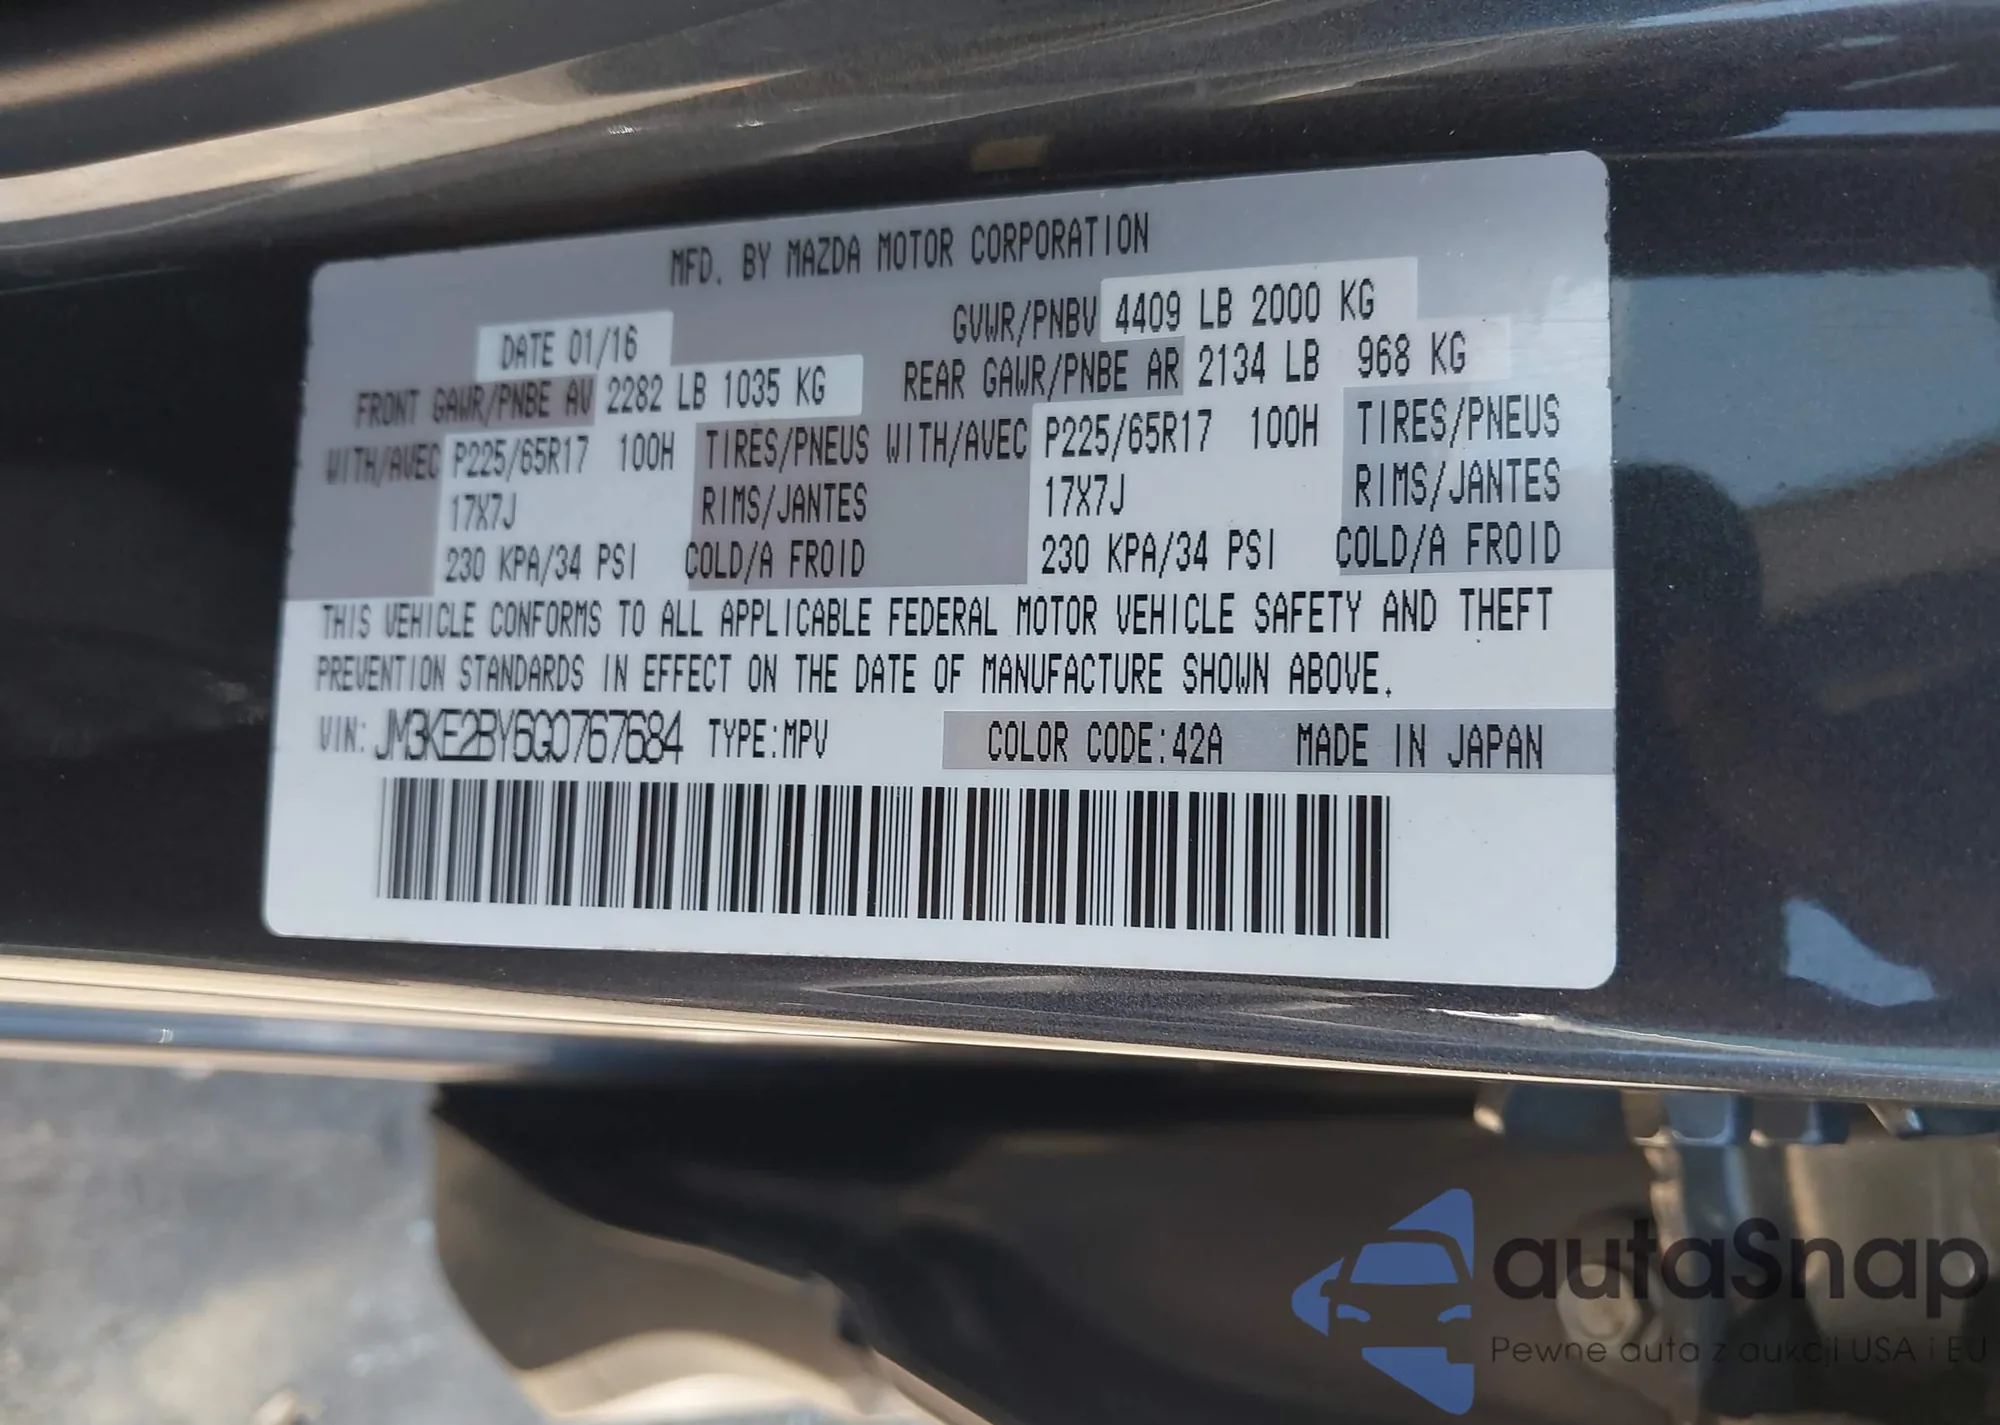 MFD. BY MAZDA MOTOR CORPORATION
DATE 01/16 GVWR/PNBV 4409 LB 2000 KG
FRONT GAWR/PNBE AV 2282 LB 1035 KG REAR GAWR/PNBE AR 2134 LB 968 KG
WITH/AVEC P225/65R17 100H TIRES/PNEUS WITH/AVEC P225/65R17 100H TIRES/PNEUS
17X7J RIMS/JANTES 17X7J RIMS/JANTES
230 KPA/34 PSI COLD/A FROID 230 KPA/34 PSI COLD/A FROID
THIS VEHICLE CONFORMS TO ALL APPLICABLE FEDERAL MOTOR VEHICLE SAFETY AND THEFT
PREVENTION STANDARDS IN EFFECT ON THE DATE OF MANUFACTURE SHOWN ABOVE.
VIN: JM3KE2BY6G0767684 TYPE:MPV COLOR CODE:42A MADE IN JAPAN
autaSnap
Pewne auta z aukcji USA i EU